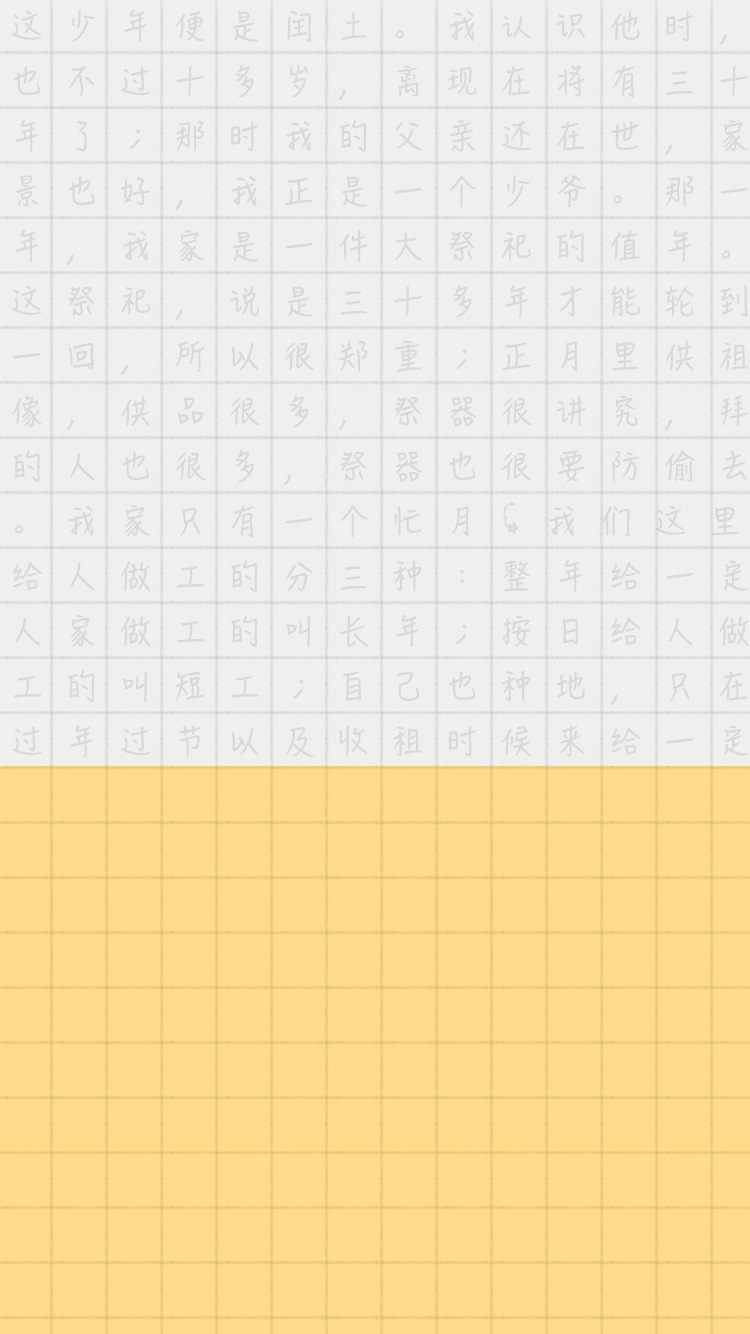 这少年便是闰土。我认识他时,
也不过十多岁,离现在将有三十
年了;那时我的父亲还在世,家
景也好,我正是一个少爷。那一
年,我家是一件大祭祀的值年。
这祭祀,说是三十多年才能轮到
一回,所以很郑重;正月里供祖
像,供品很多,祭器很讲究,拜
的人也很多,祭器也很要防偷去
。我家只有一个忙月 我们这里
给人做工的分三种:整年给一定
人家做工的叫长年;按日给人做
工的叫短工;自己也种地,只在
过年过节以及收祖时候来给一定